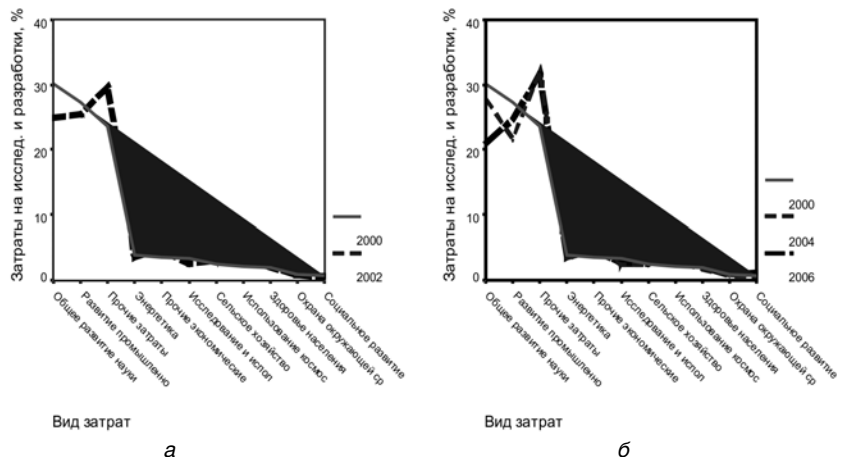 Затраты на исслед. и разработки, %
40
30
20
10
0
2000
2002
Общее развитие науки
Развитие промышленно
Прочие затраты
Энергетика
Прочие экономические
Исследование и испол
Сельское хозяйство
Использование космос
Здоровье населения
Охрана окружающей ср
Социальное развитие
Вид затрат
а
Затраты на исслед. и разработки, %
40
30
20
10
0
2000
2004
2006
Общее развитие науки
Развитие промышленно
Прочие затраты
Энергетика
Прочие экономические
Исследование и испол
Сельское хозяйство
Использование космос
Здоровье населения
Охрана окружающей ср
Социальное развитие
Вид затрат
б